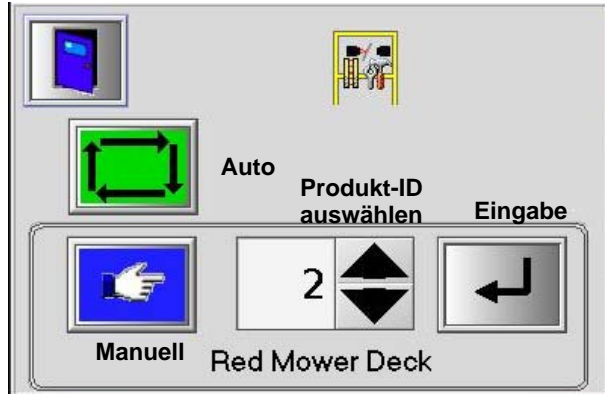 Auto
Produkt-ID
auswählen
Eingabe
2
Manuell
Red Mower Deck